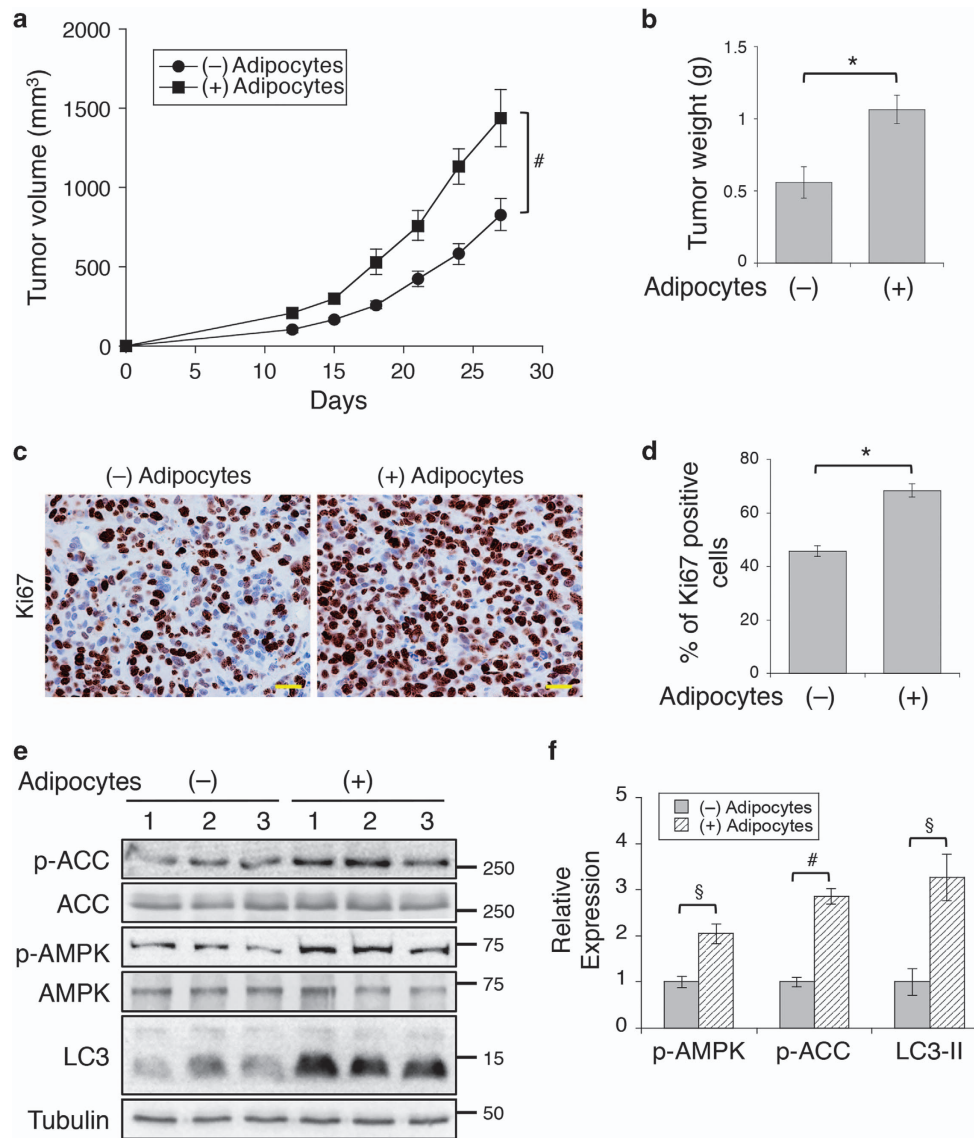 a
2000
1500
1000
500
0
Tumor volume (mm³)
(–) Adipocytes
(+) Adipocytes
#
0 5 10 15 20 25 30
Days
b
1.5
1
0.5
0
Tumor weight (g)
*
Adipocytes (–) (+)
c
(–) Adipocytes (+) Adipocytes
Ki67
d
80
60
40
20
0
% of Ki67 positive
cells
*
Adipocytes (–) (+)
e
Adipocytes (–) (+)
1 2 3 1 2 3
p-ACC 250
ACC 250
p-AMPK 75
AMPK 75
LC3 15
Tubulin 50
f
5
4
3
2
1
0
Relative
Expression
(–) Adipocytes
(+) Adipocytes
§ # §
p-AMPK p-ACC LC3-II